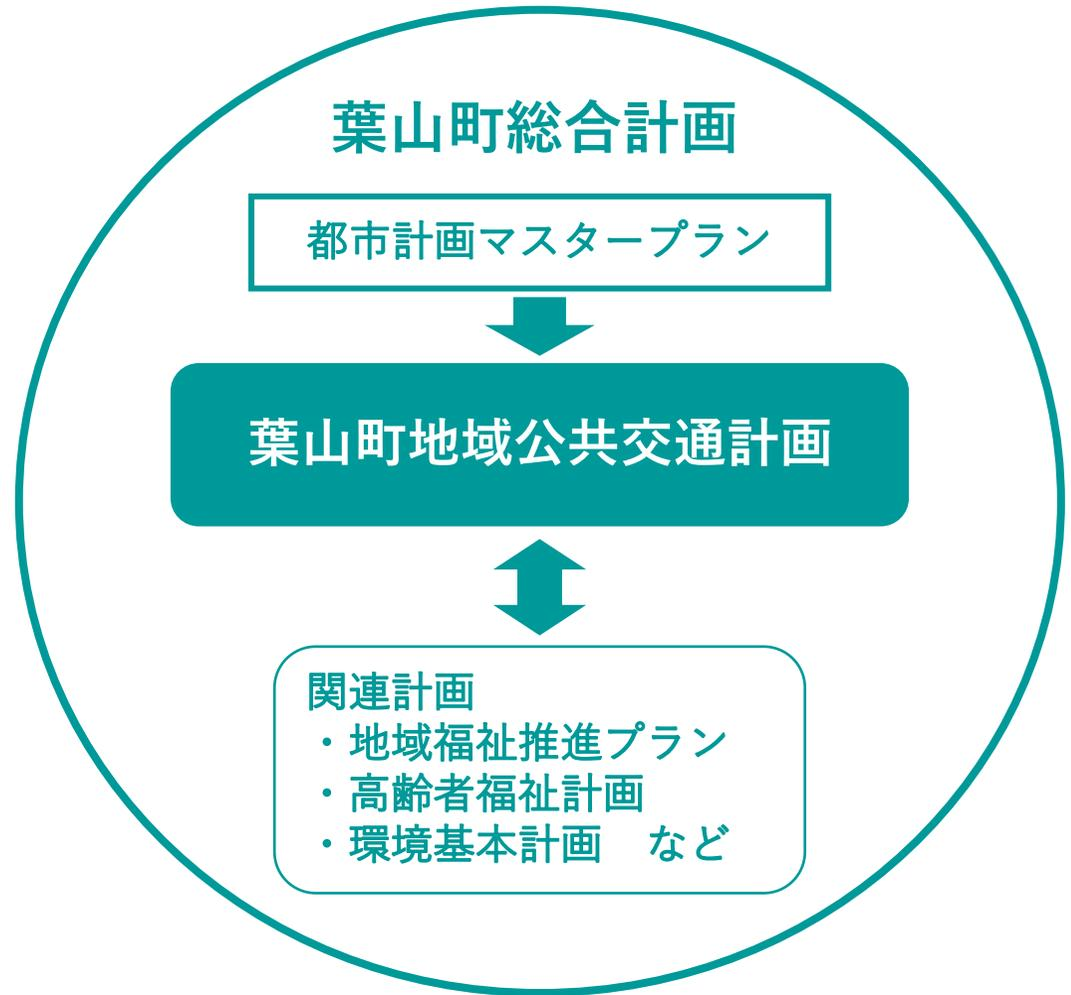 葉山町総合計画
都市計画マスタープラン
葉山町地域公共交通計画
関連計画
・地域福祉推進プラン
・高齢者福祉計画
・環境基本計画　など